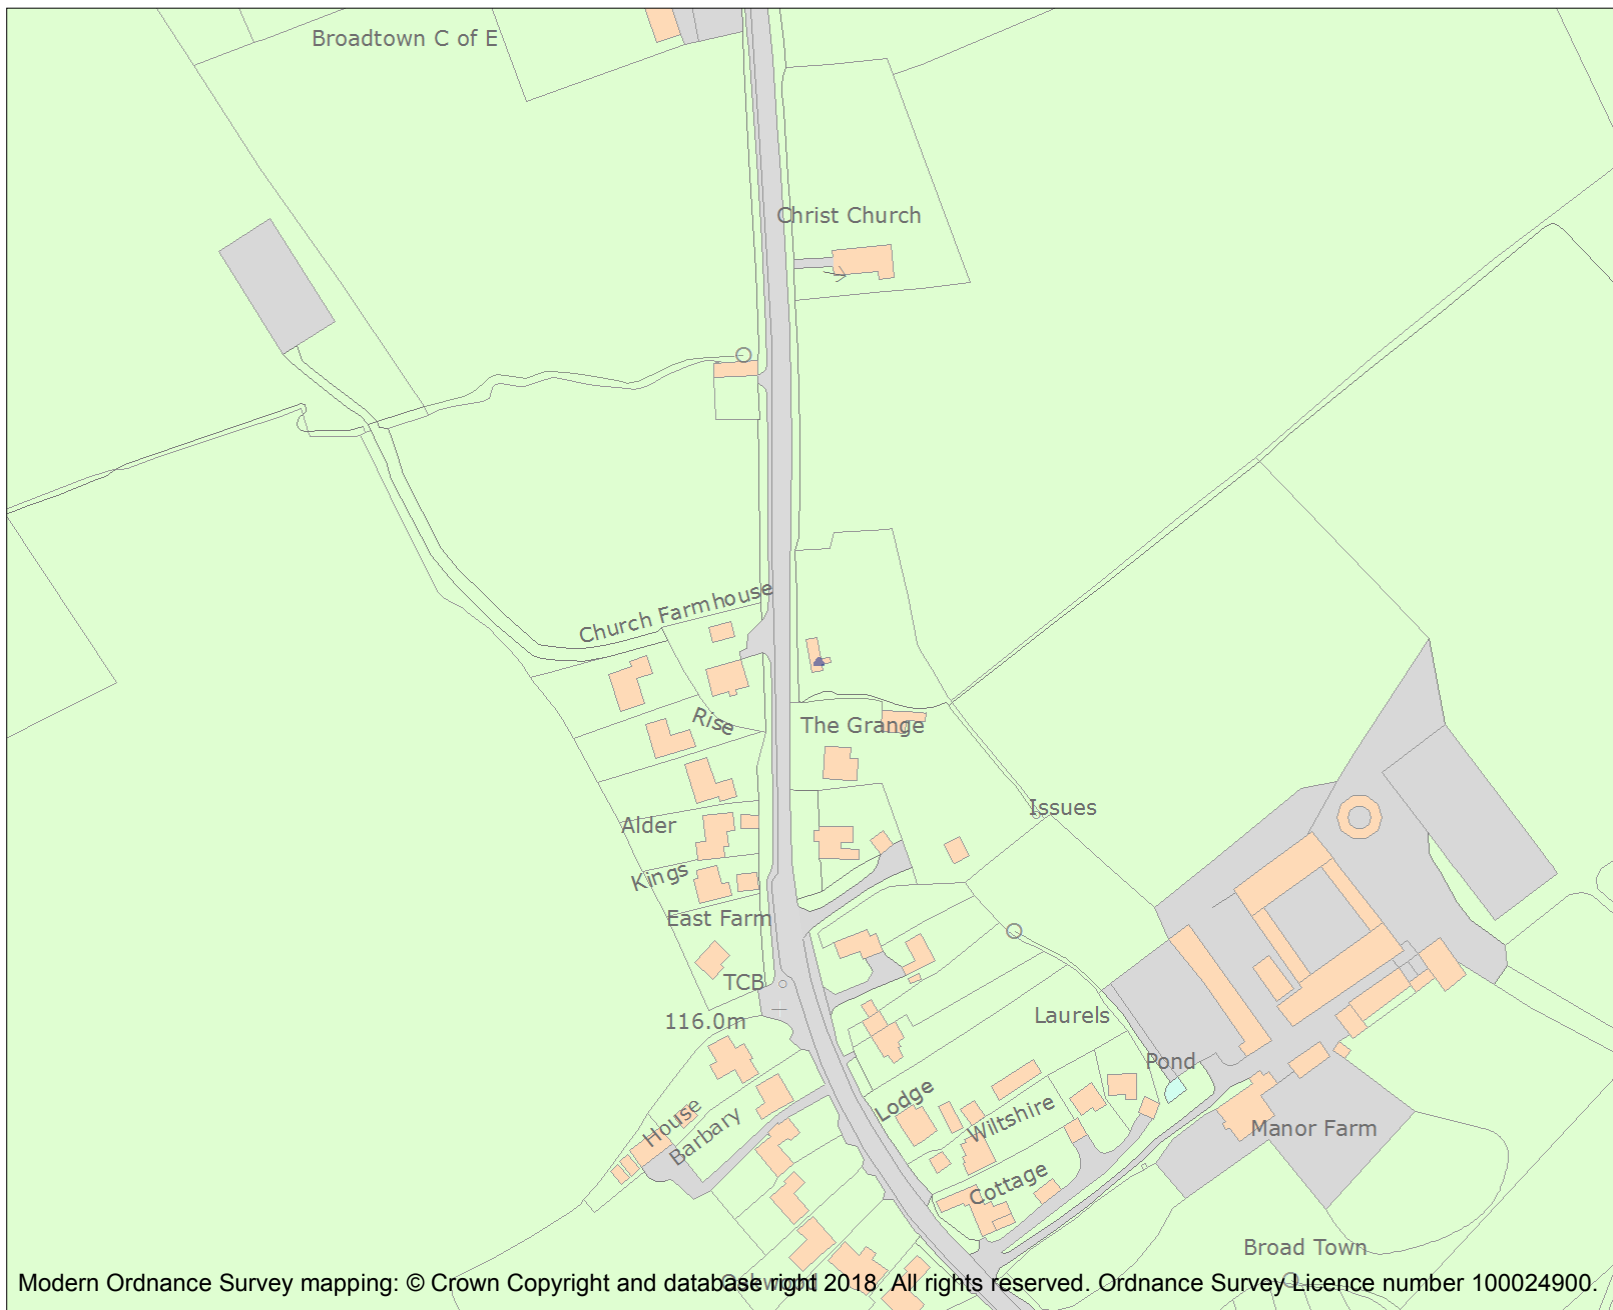 Broadtown C of E
Christ Church
Church Farmhouse
Rise
The Grange
Issues
Alder
Kings
East Farm
TCB
116.0m
Laurels
Pond
Lodge
Wiltshire
House
Barbary
Manor Farm
Cottage
Broad Town
Oakwood
Modern Ordnance Survey mapping: © Crown Copyright and database right 2018. All rights reserved. Ordnance Survey Licence number 100024900.